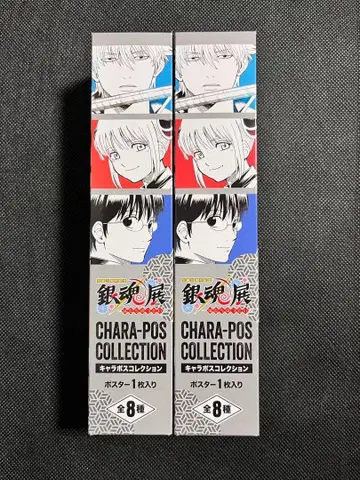 銀魂展
CHARA-POS
COLLECTION
キャラポスコレクション
ポスター1枚入り
全8種
銀魂展
CHARA-POS
COLLECTION
キャラポスコレクション
ポスター1枚入り
全8種